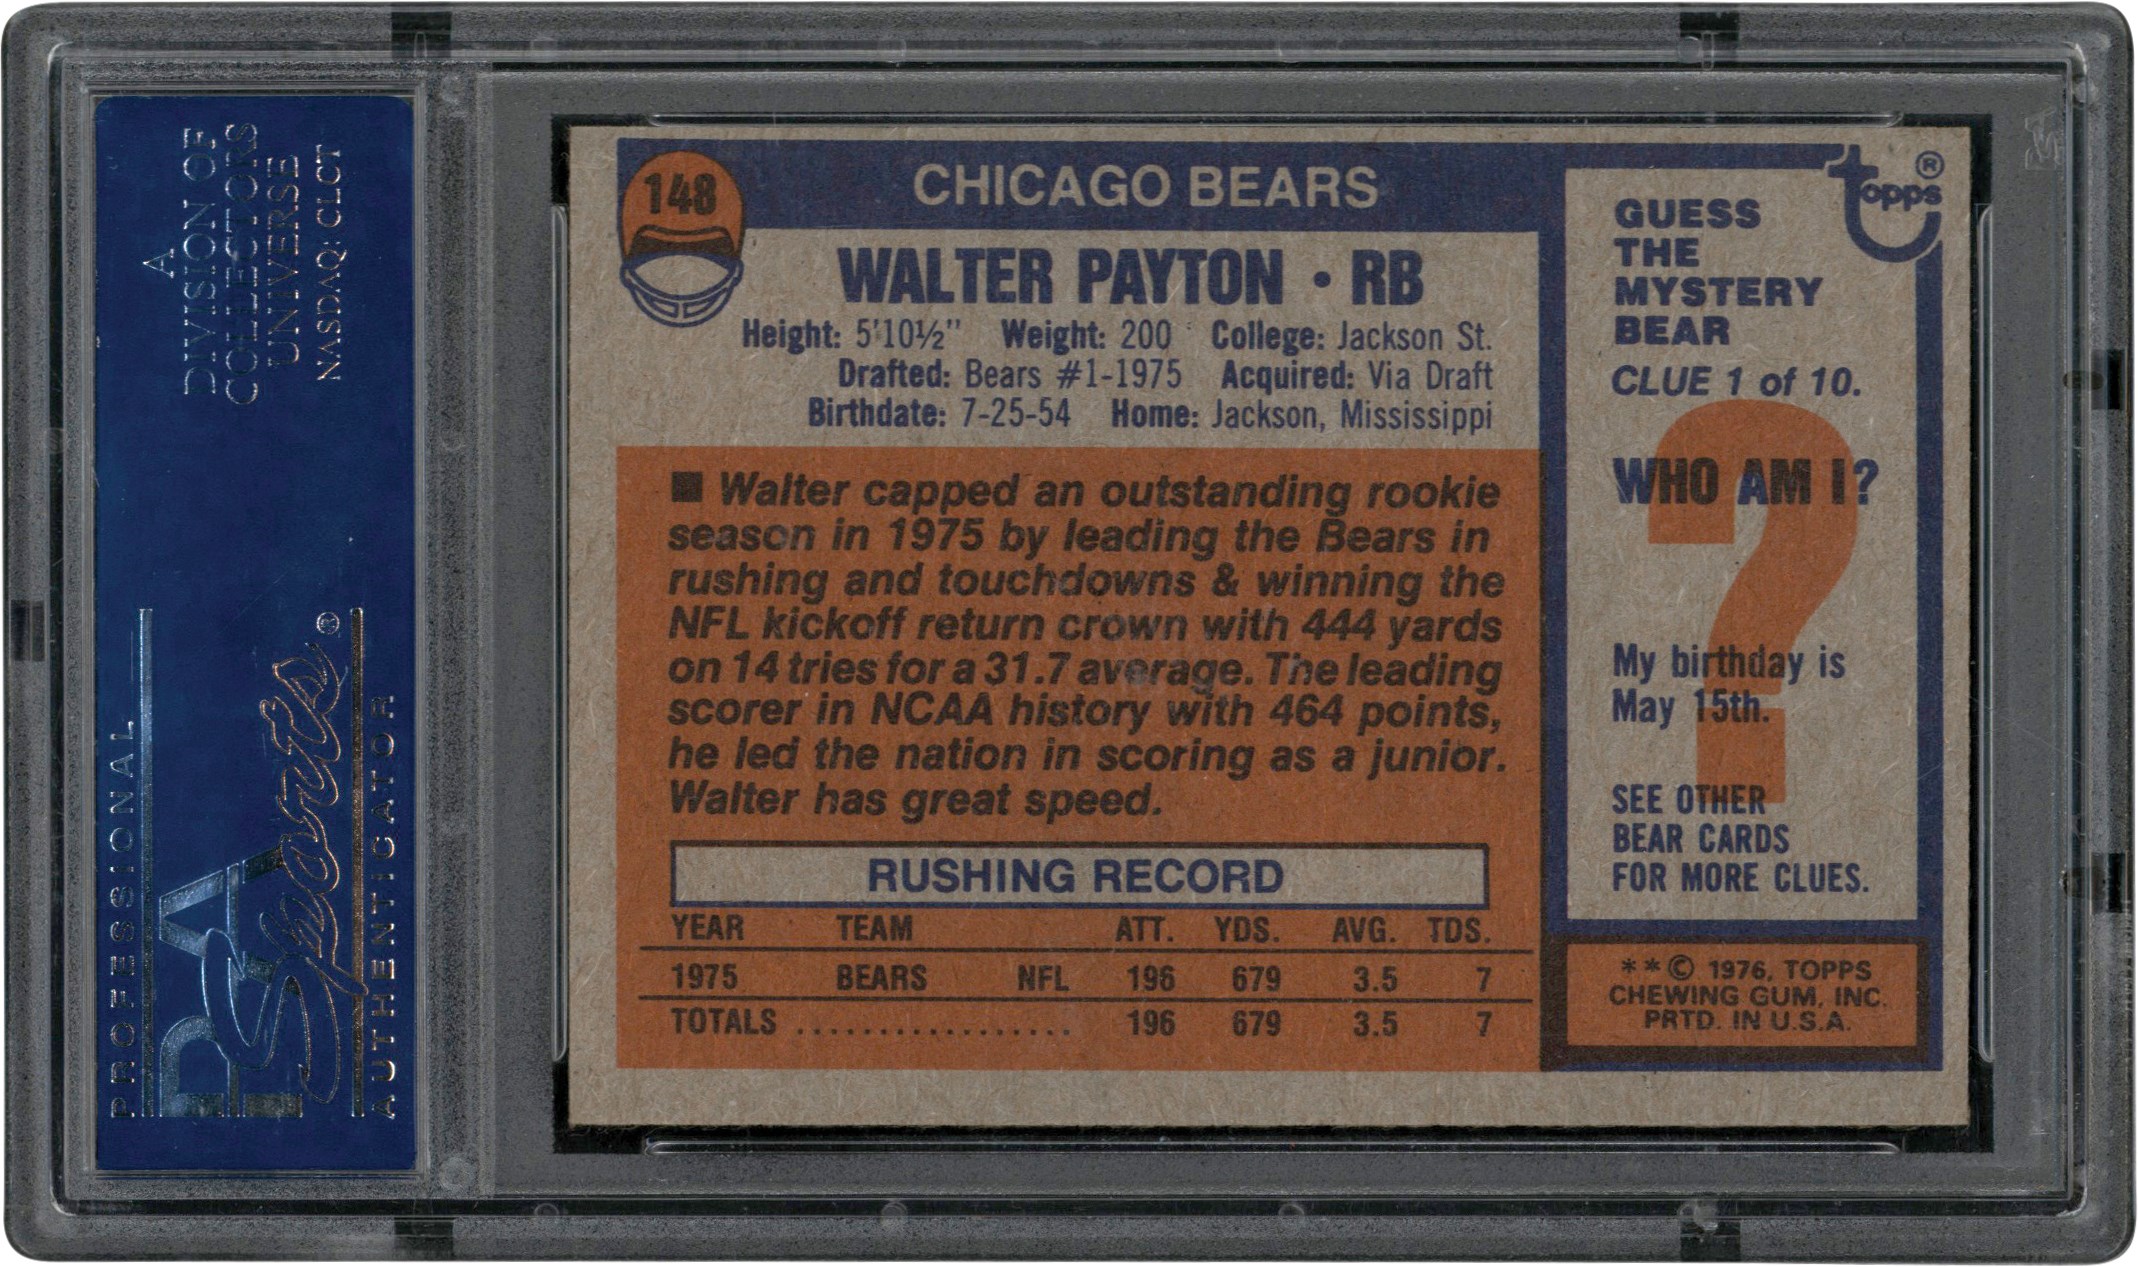 A
DIVISION OF
COLLECTORS
UNIVERSE
NASDAQ: CLCT
PROFESSIONAL
PSA
Sports®
AUTHENTICATOR
148
CHICAGO BEARS
WALTER PAYTON • RB
Height: 5'10½" Weight: 200 College: Jackson St.
Drafted: Bears #1-1975 Acquired: Via Draft
Birthdate: 7-25-54 Home: Jackson, Mississippi
■ Walter capped an outstanding rookie
season in 1975 by leading the Bears in
rushing and touchdowns & winning the
NFL kickoff return crown with 444 yards
on 14 tries for a 31.7 average. The leading
scorer in NCAA history with 464 points,
he led the nation in scoring as a junior.
Walter has great speed.
RUSHING RECORD
YEAR TEAM ATT. YDS. AVG. TDS.
1975 BEARS NFL 196 679 3.5 7
TOTALS .................. 196 679 3.5 7
topps®
GUESS
THE
MYSTERY
BEAR
CLUE 1 of 10.
?
WHO AM I?
My birthday is
May 15th.
SEE OTHER
BEAR CARDS
FOR MORE CLUES.
**© 1976, TOPPS
CHEWING GUM, INC.
PRTD. IN U.S.A.